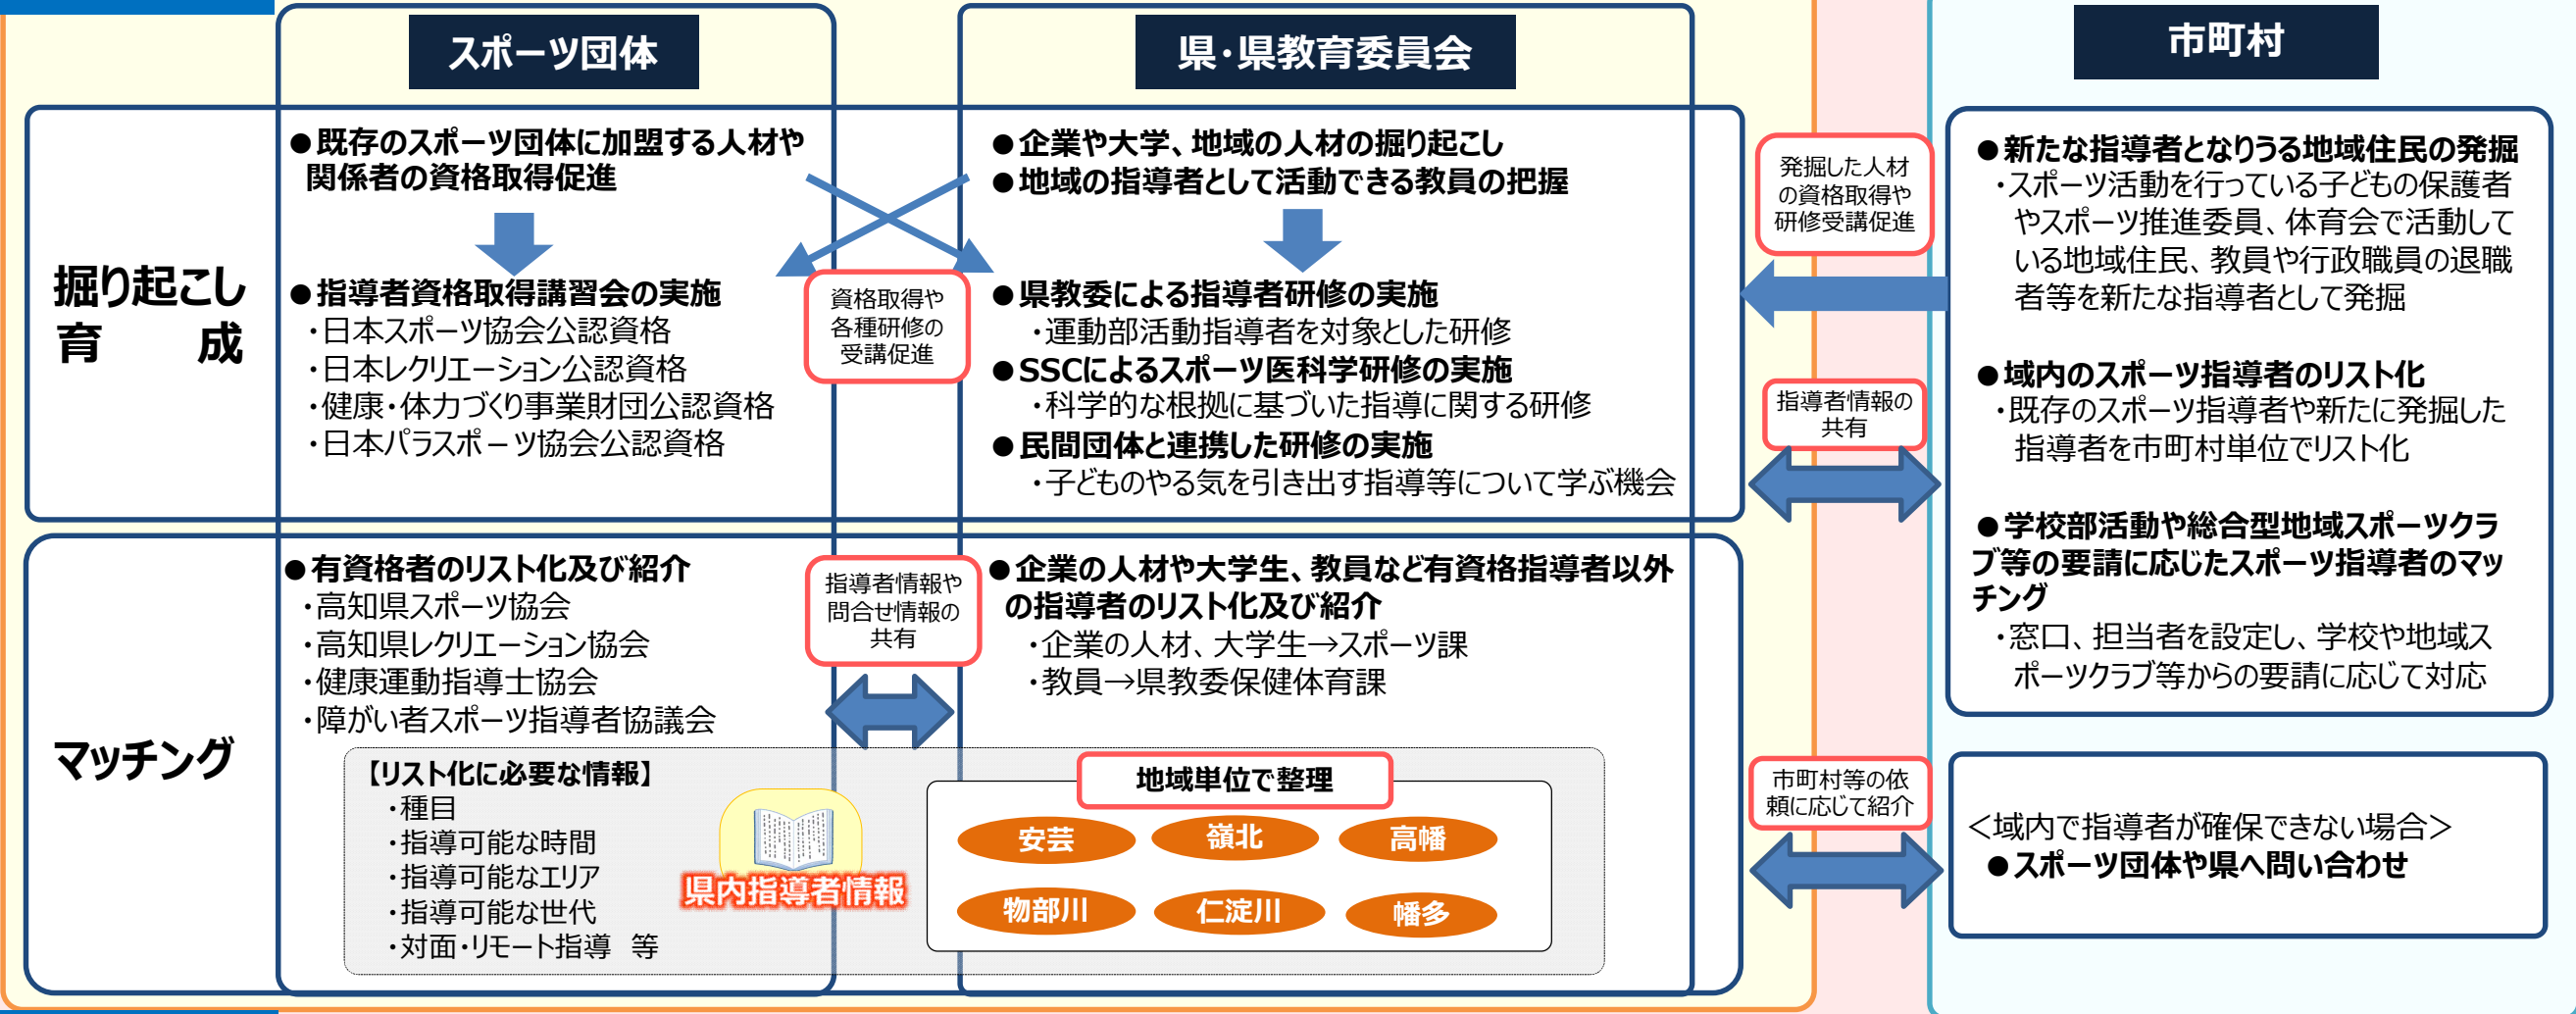 スポーツ団体
県・県教育委員会
市町村
掘り起こし
育　　成
●既存のスポーツ団体に加盟する人材や
関係者の資格取得促進
●指導者資格取得講習会の実施
・日本スポーツ協会公認資格
・日本レクリエーション公認資格
・健康・体力づくり事業財団公認資格
・日本パラスポーツ協会公認資格
資格取得や
各種研修の
受講促進
●企業や大学、地域の人材の掘り起こし
●地域の指導者として活動できる教員の把握
●県教委による指導者研修の実施
・運動部活動指導者を対象とした研修
●SSCによるスポーツ医科学研修の実施
・科学的な根拠に基づいた指導に関する研修
●民間団体と連携した研修の実施
・子どものやる気を引き出す指導等について学ぶ機会
発掘した人材
の資格取得や
研修受講促進
指導者情報の
共有
●新たな指導者となりうる地域住民の発掘
・スポーツ活動を行っている子どもの保護者
やスポーツ推進委員、体育会で活動して
いる地域住民、教員や行政職員の退職
者等を新たな指導者として発掘
●域内のスポーツ指導者のリスト化
・既存のスポーツ指導者や新たに発掘した
指導者を市町村単位でリスト化
●学校部活動や総合型地域スポーツクラ
ブ等の要請に応じたスポーツ指導者のマッ
チング
・窓口、担当者を設定し、学校や地域ス
ポーツクラブ等からの要請に応じて対応
マッチング
●有資格者のリスト化及び紹介
・高知県スポーツ協会
・高知県レクリエーション協会
・健康運動指導士協会
・障がい者スポーツ指導者協議会
指導者情報や
問合せ情報の
共有
●企業の人材や大学生、教員など有資格指導者以外
の指導者のリスト化及び紹介
・企業の人材、大学生→スポーツ課
・教員→県教委保健体育課
【リスト化に必要な情報】
・種目
・指導可能な時間
・指導可能なエリア
・指導可能な世代
・対面・リモート指導　等
県内指導者情報
地域単位で整理
安芸
嶺北
高幡
物部川
仁淀川
幡多
市町村等の依
頼に応じて紹介
＜域内で指導者が確保できない場合＞
●スポーツ団体や県へ問い合わせ